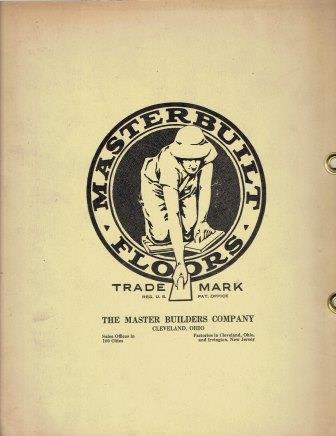 MASTERBUILT
FLOORS
TRADE MARK
REG. U. S. PAT. OFFICE
THE MASTER BUILDERS COMPANY
CLEVELAND, OHIO
Sales Offices in
100 Cities
Factories in Cleveland, Ohio,
and Irvington, New Jersey